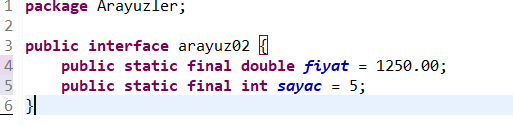 1 package Arayuzler;
2
3 public interface arayuz02 {
4     public static final double fiyat = 1250.00;
5     public static final int sayac = 5;
6 }